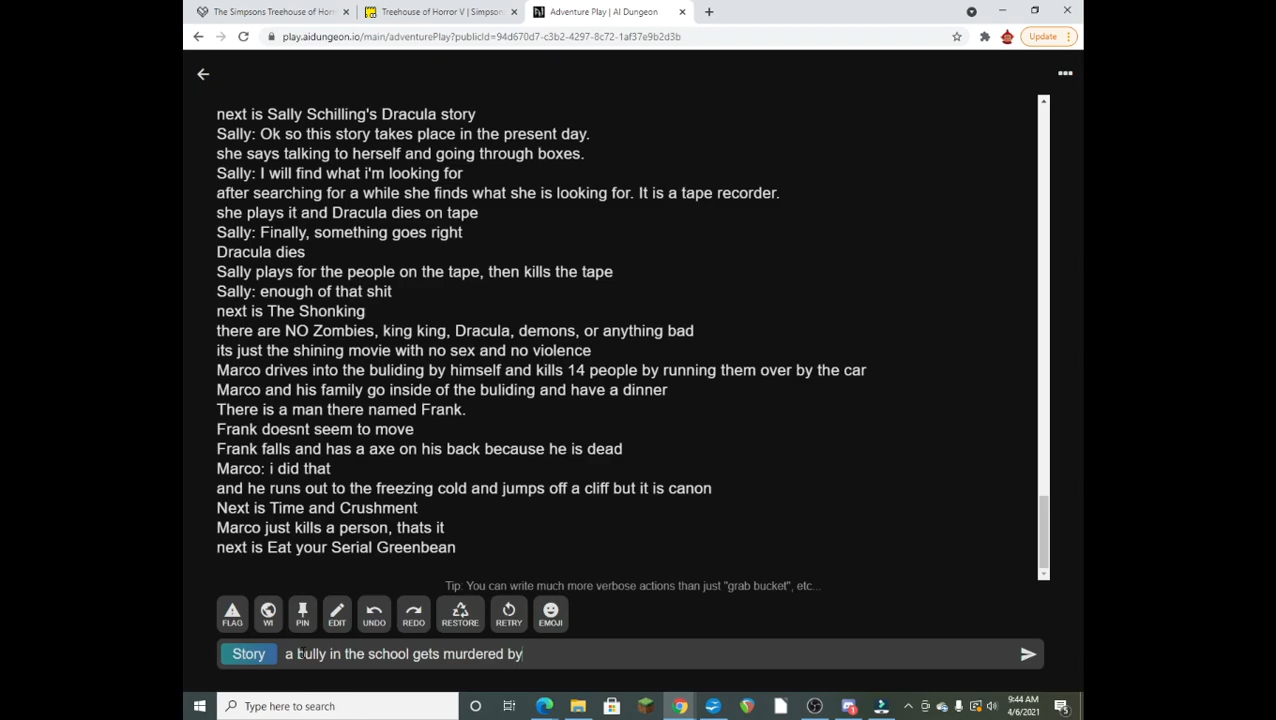 The Simpsons Treehouse of Horr
Treehouse of Horror V | Simpsons
Adventure Play | AI Dungeon
play.aidungeon.io/main/adventurePlay?publicId=94d670d7-c3b2-4297-8c72-1af37e9b2d3b
Update
next is Sally Schilling's Dracula story
Sally: Ok so this story takes place in the present day.
she says talking to herself and going through boxes.
Sally: I will find what i'm looking for
after searching for a while she finds what she is looking for. It is a tape recorder.
she plays it and Dracula dies on tape
Sally: Finally, something goes right
Dracula dies
Sally plays for the people on the tape, then kills the tape
Sally: enough of that shit
next is The Shonking
there are NO Zombies, king king, Dracula, demons, or anything bad
its just the shining movie with no sex and no violence
Marco drives into the buliding by himself and kills 14 people by running them over by the car
Marco and his family go inside of the buliding and have a dinner
There is a man there named Frank.
Frank doesnt seem to move
Frank falls and has a axe on his back because he is dead
Marco: i did that
and he runs out to the freezing cold and jumps off a cliff but it is canon
Next is Time and Crushment
Marco just kills a person, thats it
next is Eat your Serial Greenbean
Tip: You can write much more verbose actions than just "grab bucket", etc...
FLAG WI PIN EDIT UNDO REDO RESTORE RETRY EMOJI
Story a bully in the school gets murdered by
Type here to search
9:44 AM
4/6/2021